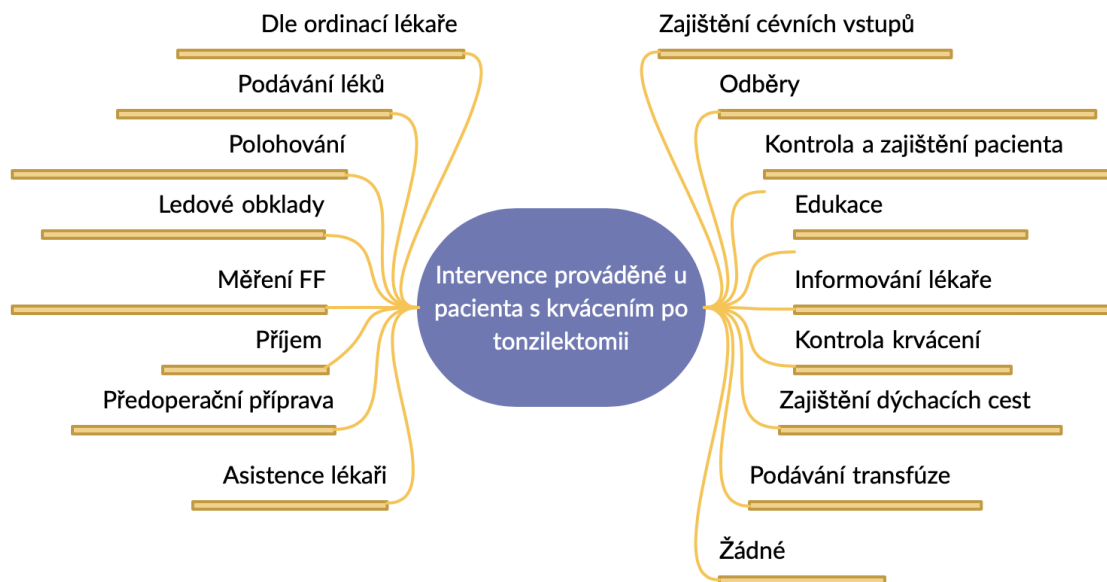 Dle ordinací lékaře
Podávání léků
Polohování
Ledové obklady
Měření FF
Příjem
Předoperační příprava
Asistence lékaři
Intervence prováděné u
pacienta s krvácením po
tonzilektomii
Zajištění cévních vstupů
Odběry
Kontrola a zajištění pacienta
Edukace
Informování lékaře
Kontrola krvácení
Zajištění dýchacích cest
Podávání transfúze
Žádné